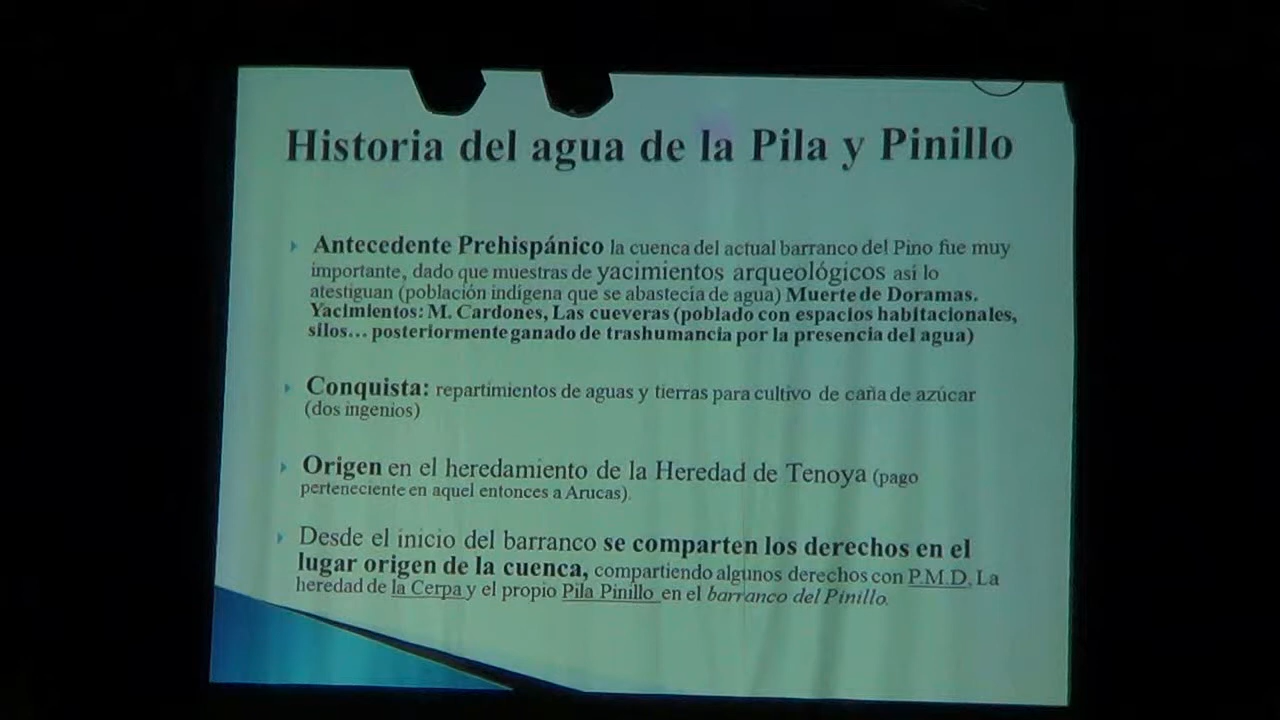 Historia del agua de la Pila y Pinillo
Antecedente Prehispánico la cuenca del actual barranco del Pino fue muy
importante, dado que muestras de yacimientos arqueológicos así lo
atestiguan (población indígena que se abastecía de agua) Muerte de Doramas.
Yacimientos: M. Cardones, Las cueveras (poblado con espacios habitacionales,
silos... posteriormente ganado de trashumancia por la presencia del agua)
Conquista: repartimientos de aguas y tierras para cultivo de caña de azúcar
(dos ingenios)
Origen en el heredamiento de la Heredad de Tenoya (pago
perteneciente en aquel entonces a Arucas).
Desde el inicio del barranco se comparten los derechos en el
lugar origen de la cuenca, compartiendo algunos derechos con P.M.D. La
heredad de la Cerpa y el propio Pila Pinillo en el barranco del Pinillo.